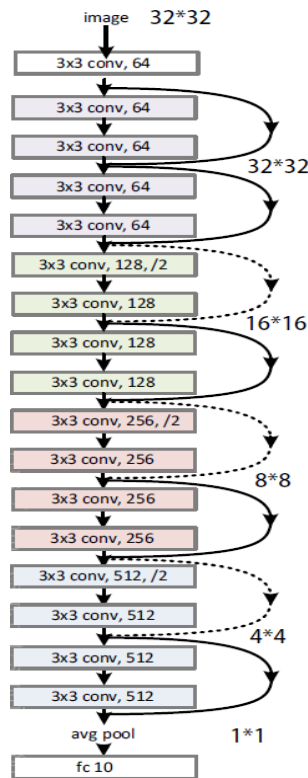 image 32*32
3x3 conv, 64
3x3 conv, 64
3x3 conv, 64
32*32
3x3 conv, 64
3x3 conv, 64
3x3 conv, 128, /2
3x3 conv, 128
16*16
3x3 conv, 128
3x3 conv, 128
3x3 conv, 256, /2
3x3 conv, 256
8*8
3x3 conv, 256
3x3 conv, 256
3x3 conv, 512, /2
3x3 conv, 512
4*4
3x3 conv, 512
3x3 conv, 512
avg pool 1*1
fc 10